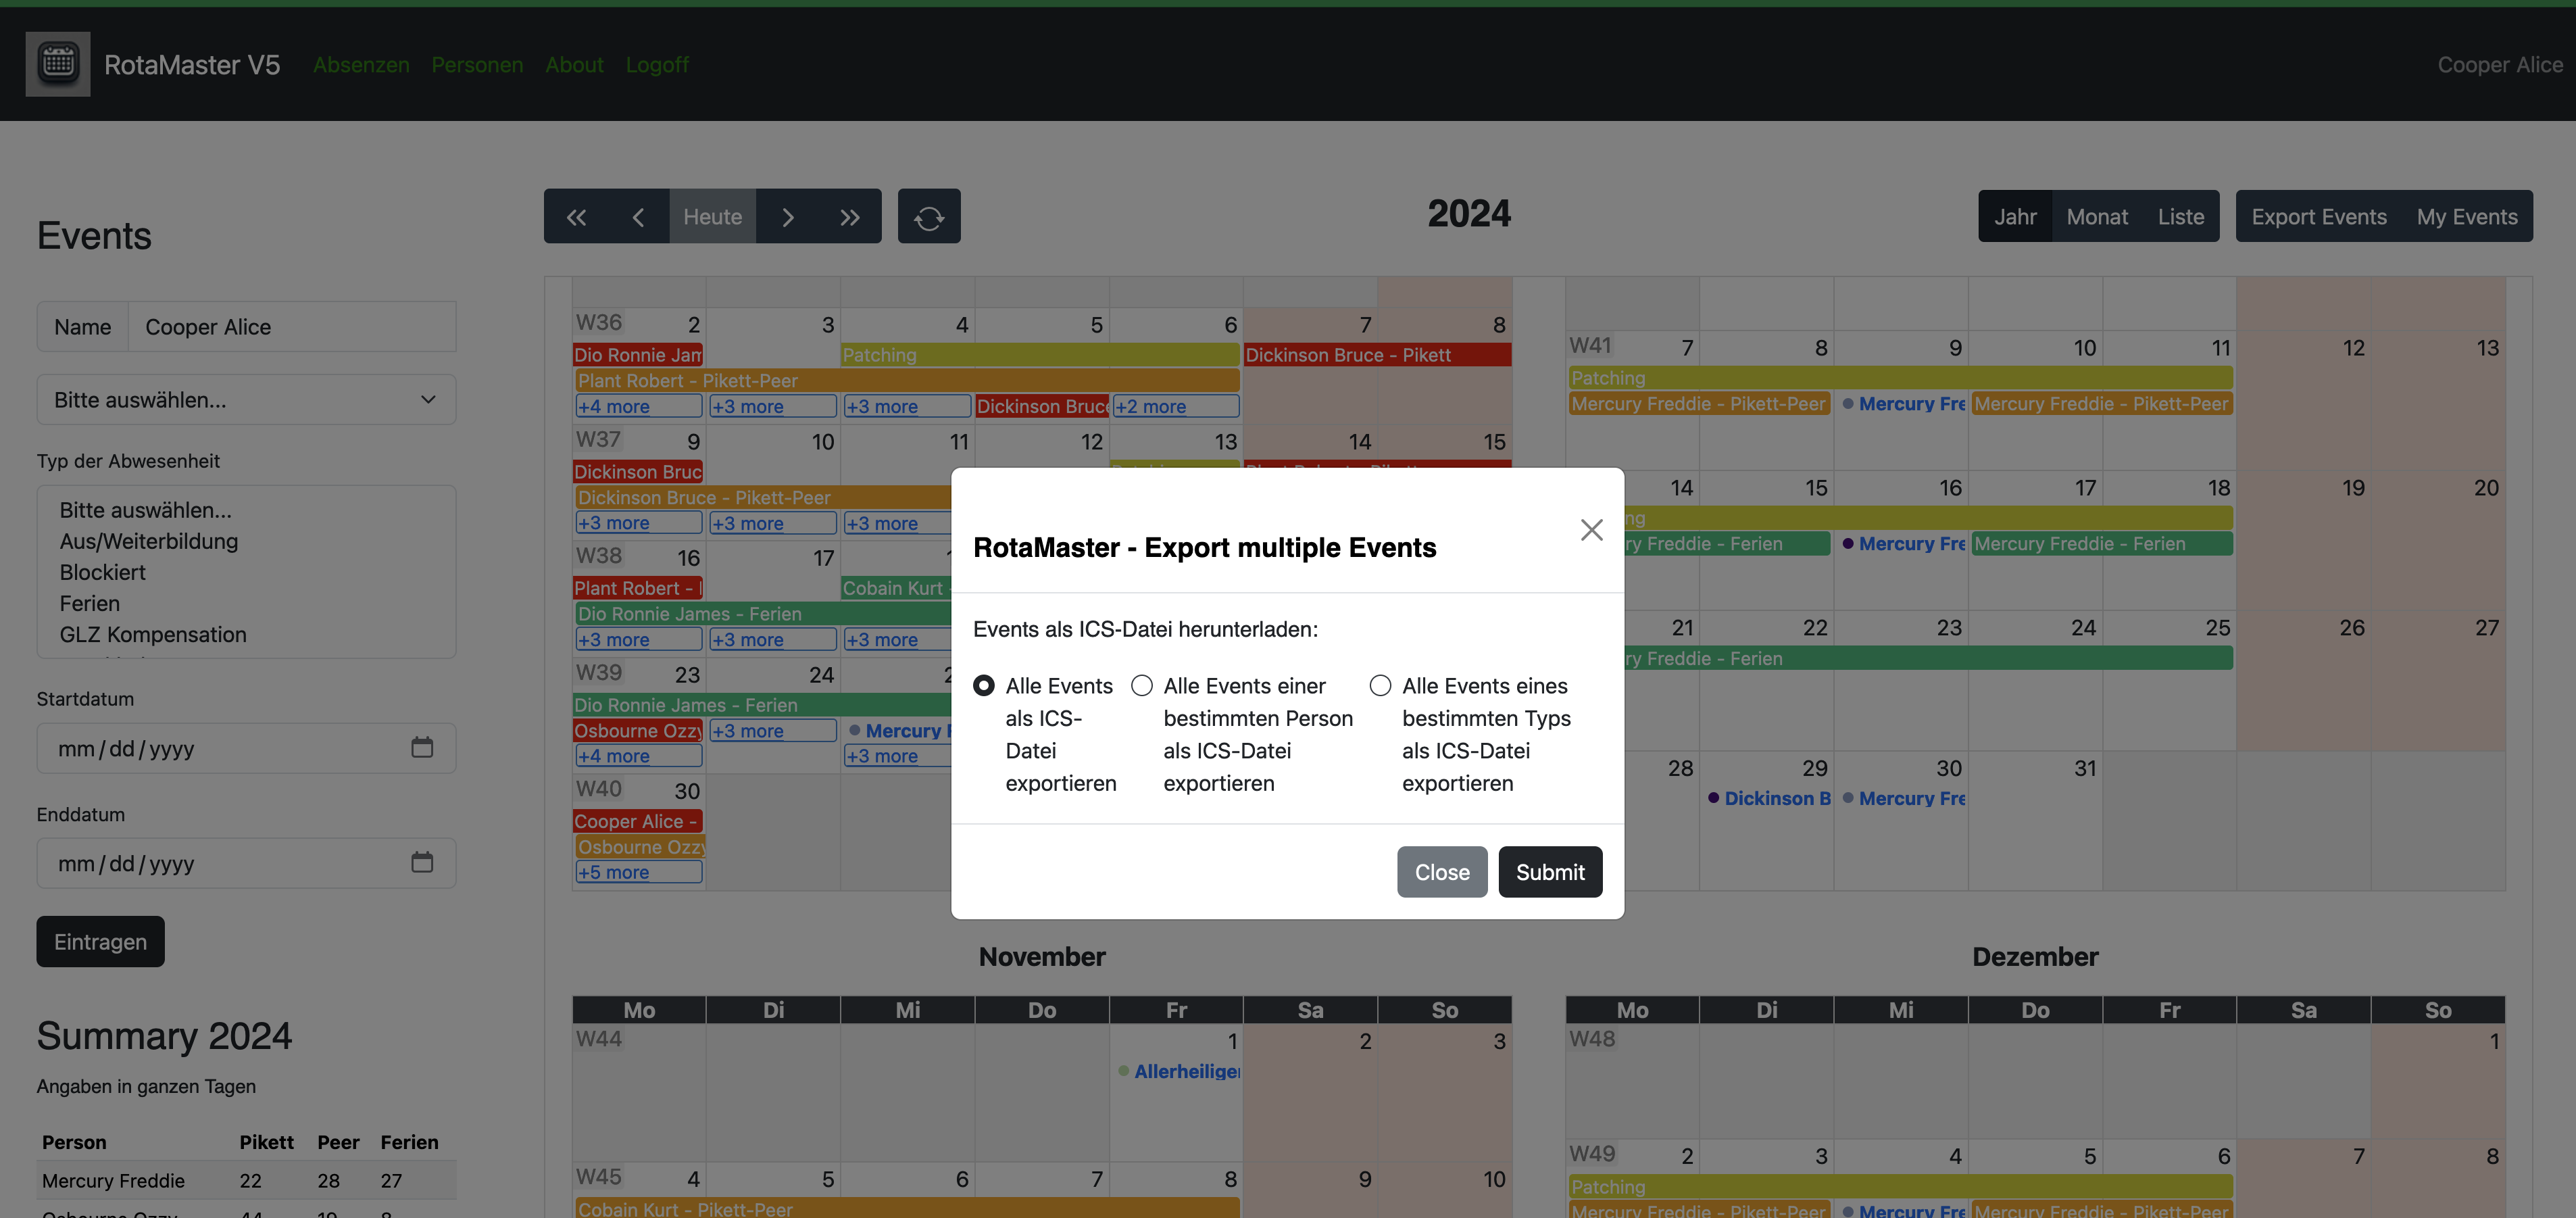 RotaMaster V5 Absenzen Personen About Logoff Cooper Alice
Events
Name Cooper Alice
Bitte auswählen...
Typ der Abwesenheit
Bitte auswählen...
Aus/Weiterbildung
Blockiert
Ferien
GLZ Kompensation
Startdatum
mm/dd/yyyy
Enddatum
mm/dd/yyyy
Eintragen
Summary 2024
Angaben in ganzen Tagen
Person Pikett Peer Ferien
Mercury Freddie 22 28 27
Heute
2024
Jahr Monat Liste Export Events My Events
W36 2 3 4 5 6 7 8
Dio Ronnie Jam Patching Dickinson Bruce - Pikett
Plant Robert - Pikett-Peer
+4 more +3 more +3 more Dickinson Bruce +2 more
W37 9 10 11 12 13 14 15
Dickinson Bruc
Dickinson Bruce - Pikett-Peer
+3 more +3 more +3 more
W38 16 17
Plant Robert - Cobain Kurt -
Dio Ronnie James - Ferien
+3 more +3 more +3 more
W39 23 24
Dio Ronnie James - Ferien
Osbourne Ozzy +3 more Mercury F
+4 more +3 more
W40 30
Cooper Alice -
Osbourne Ozzy
+5 more
W41 7 8 9 10 11 12 13
Patching
Mercury Freddie - Pikett-Peer Mercury Fre Mercury Freddie - Pikett-Peer
14 15 16 17 18 19 20
ng
ry Freddie - Ferien Mercury Fre Mercury Freddie - Ferien
21 22 23 24 25 26 27
ry Freddie - Ferien
28 29 30 31
Dickinson B Mercury Fre
RotaMaster - Export multiple Events
Events als ICS-Datei herunterladen:
Alle Events als ICS-Datei exportieren
Alle Events einer bestimmten Person als ICS-Datei exportieren
Alle Events eines bestimmten Typs als ICS-Datei exportieren
Close Submit
November
Mo Di Mi Do Fr Sa So
W44 1 2 3
Allerheilige
W45 4 5 6 7 8 9 10
Cobain Kurt - Pikett-Peer
Dezember
Mo Di Mi Do Fr Sa So
W48 1
W49 2 3 4 5 6 7 8
Patching
Mercury Freddie - Pikett-Peer Mercury Fre Mercury Freddie - Pikett-Peer